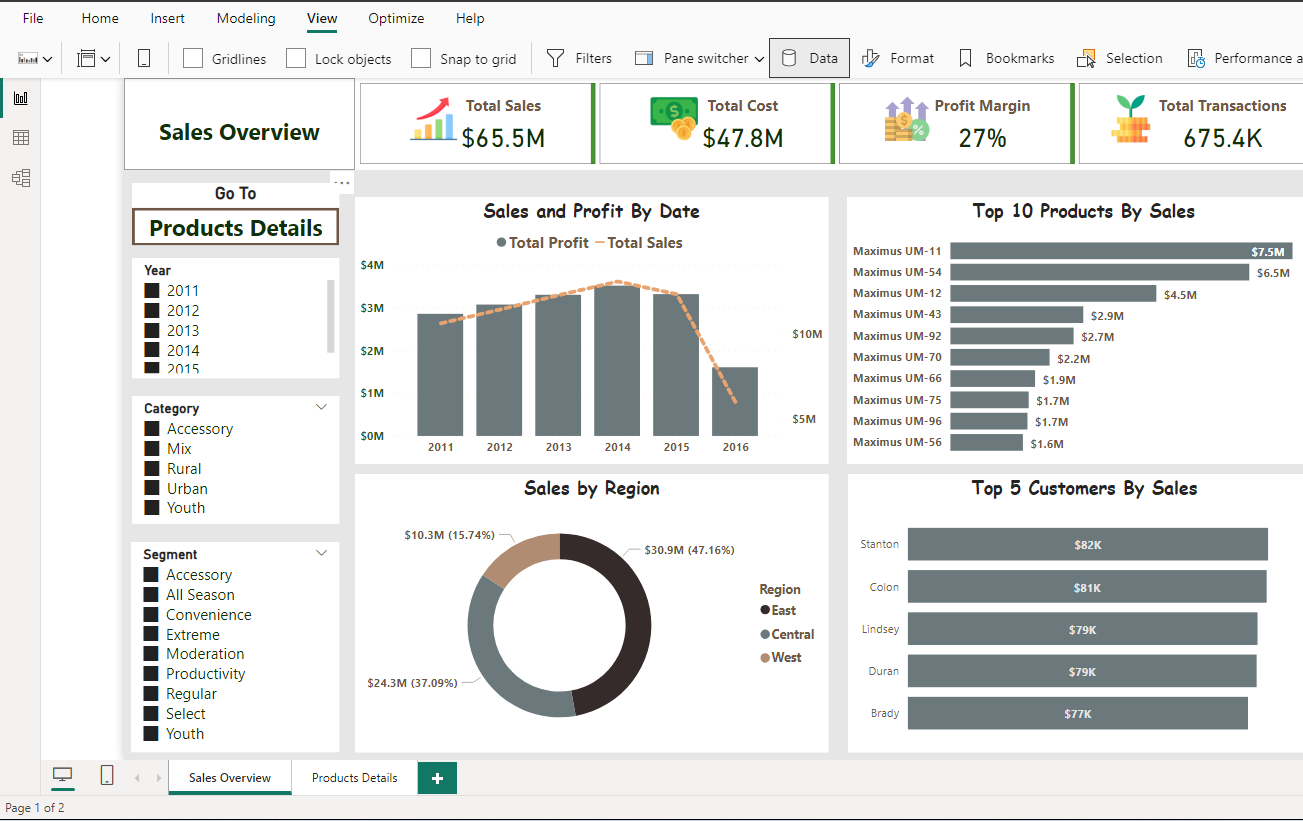 File Home Insert Modeling View Optimize Help
Gridlines Lock objects Snap to grid Filters Pane switcher Data Format Bookmarks Selection Performance a
Sales Overview
Total Sales
$65.5M
Total Cost
$47.8M
Profit Margin
27%
Total Transactions
675.4K
Go To
Products Details
Year
2011
2012
2013
2014
2015
Category
Accessory
Mix
Rural
Urban
Youth
Segment
Accessory
All Season
Convenience
Extreme
Moderation
Productivity
Regular
Select
Youth
Sales and Profit By Date
Total Profit Total Sales
$4M
$3M
$2M
$1M
$0M
$10M
$5M
2011 2012 2013 2014 2015 2016
Top 10 Products By Sales
Maximus UM-11 $7.5M
Maximus UM-54 $6.5M
Maximus UM-12 $4.5M
Maximus UM-43 $2.9M
Maximus UM-92 $2.7M
Maximus UM-70 $2.2M
Maximus UM-66 $1.9M
Maximus UM-75 $1.7M
Maximus UM-96 $1.7M
Maximus UM-56 $1.6M
Sales by Region
$10.3M (15.74%)
$30.9M (47.16%)
$24.3M (37.09%)
Region
East
Central
West
Top 5 Customers By Sales
Stanton $82K
Colon $81K
Lindsey $79K
Duran $79K
Brady $77K
Sales Overview Products Details +
Page 1 of 2